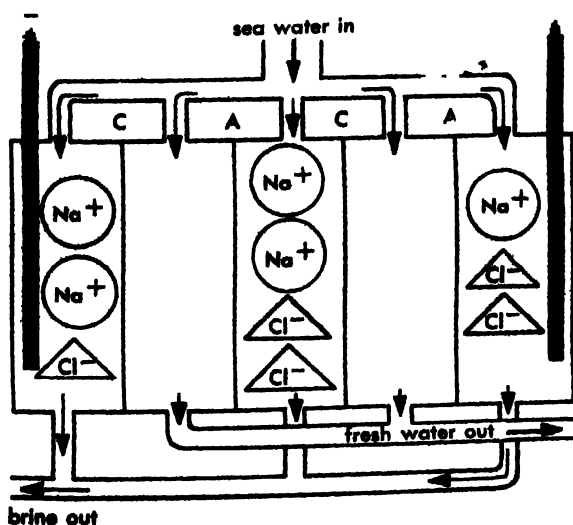 sea water in
C A C A
Na+ Na+ Na+
Na+ Na+ Cl-
Cl- Cl- Cl-
Cl-
fresh water out
brine out